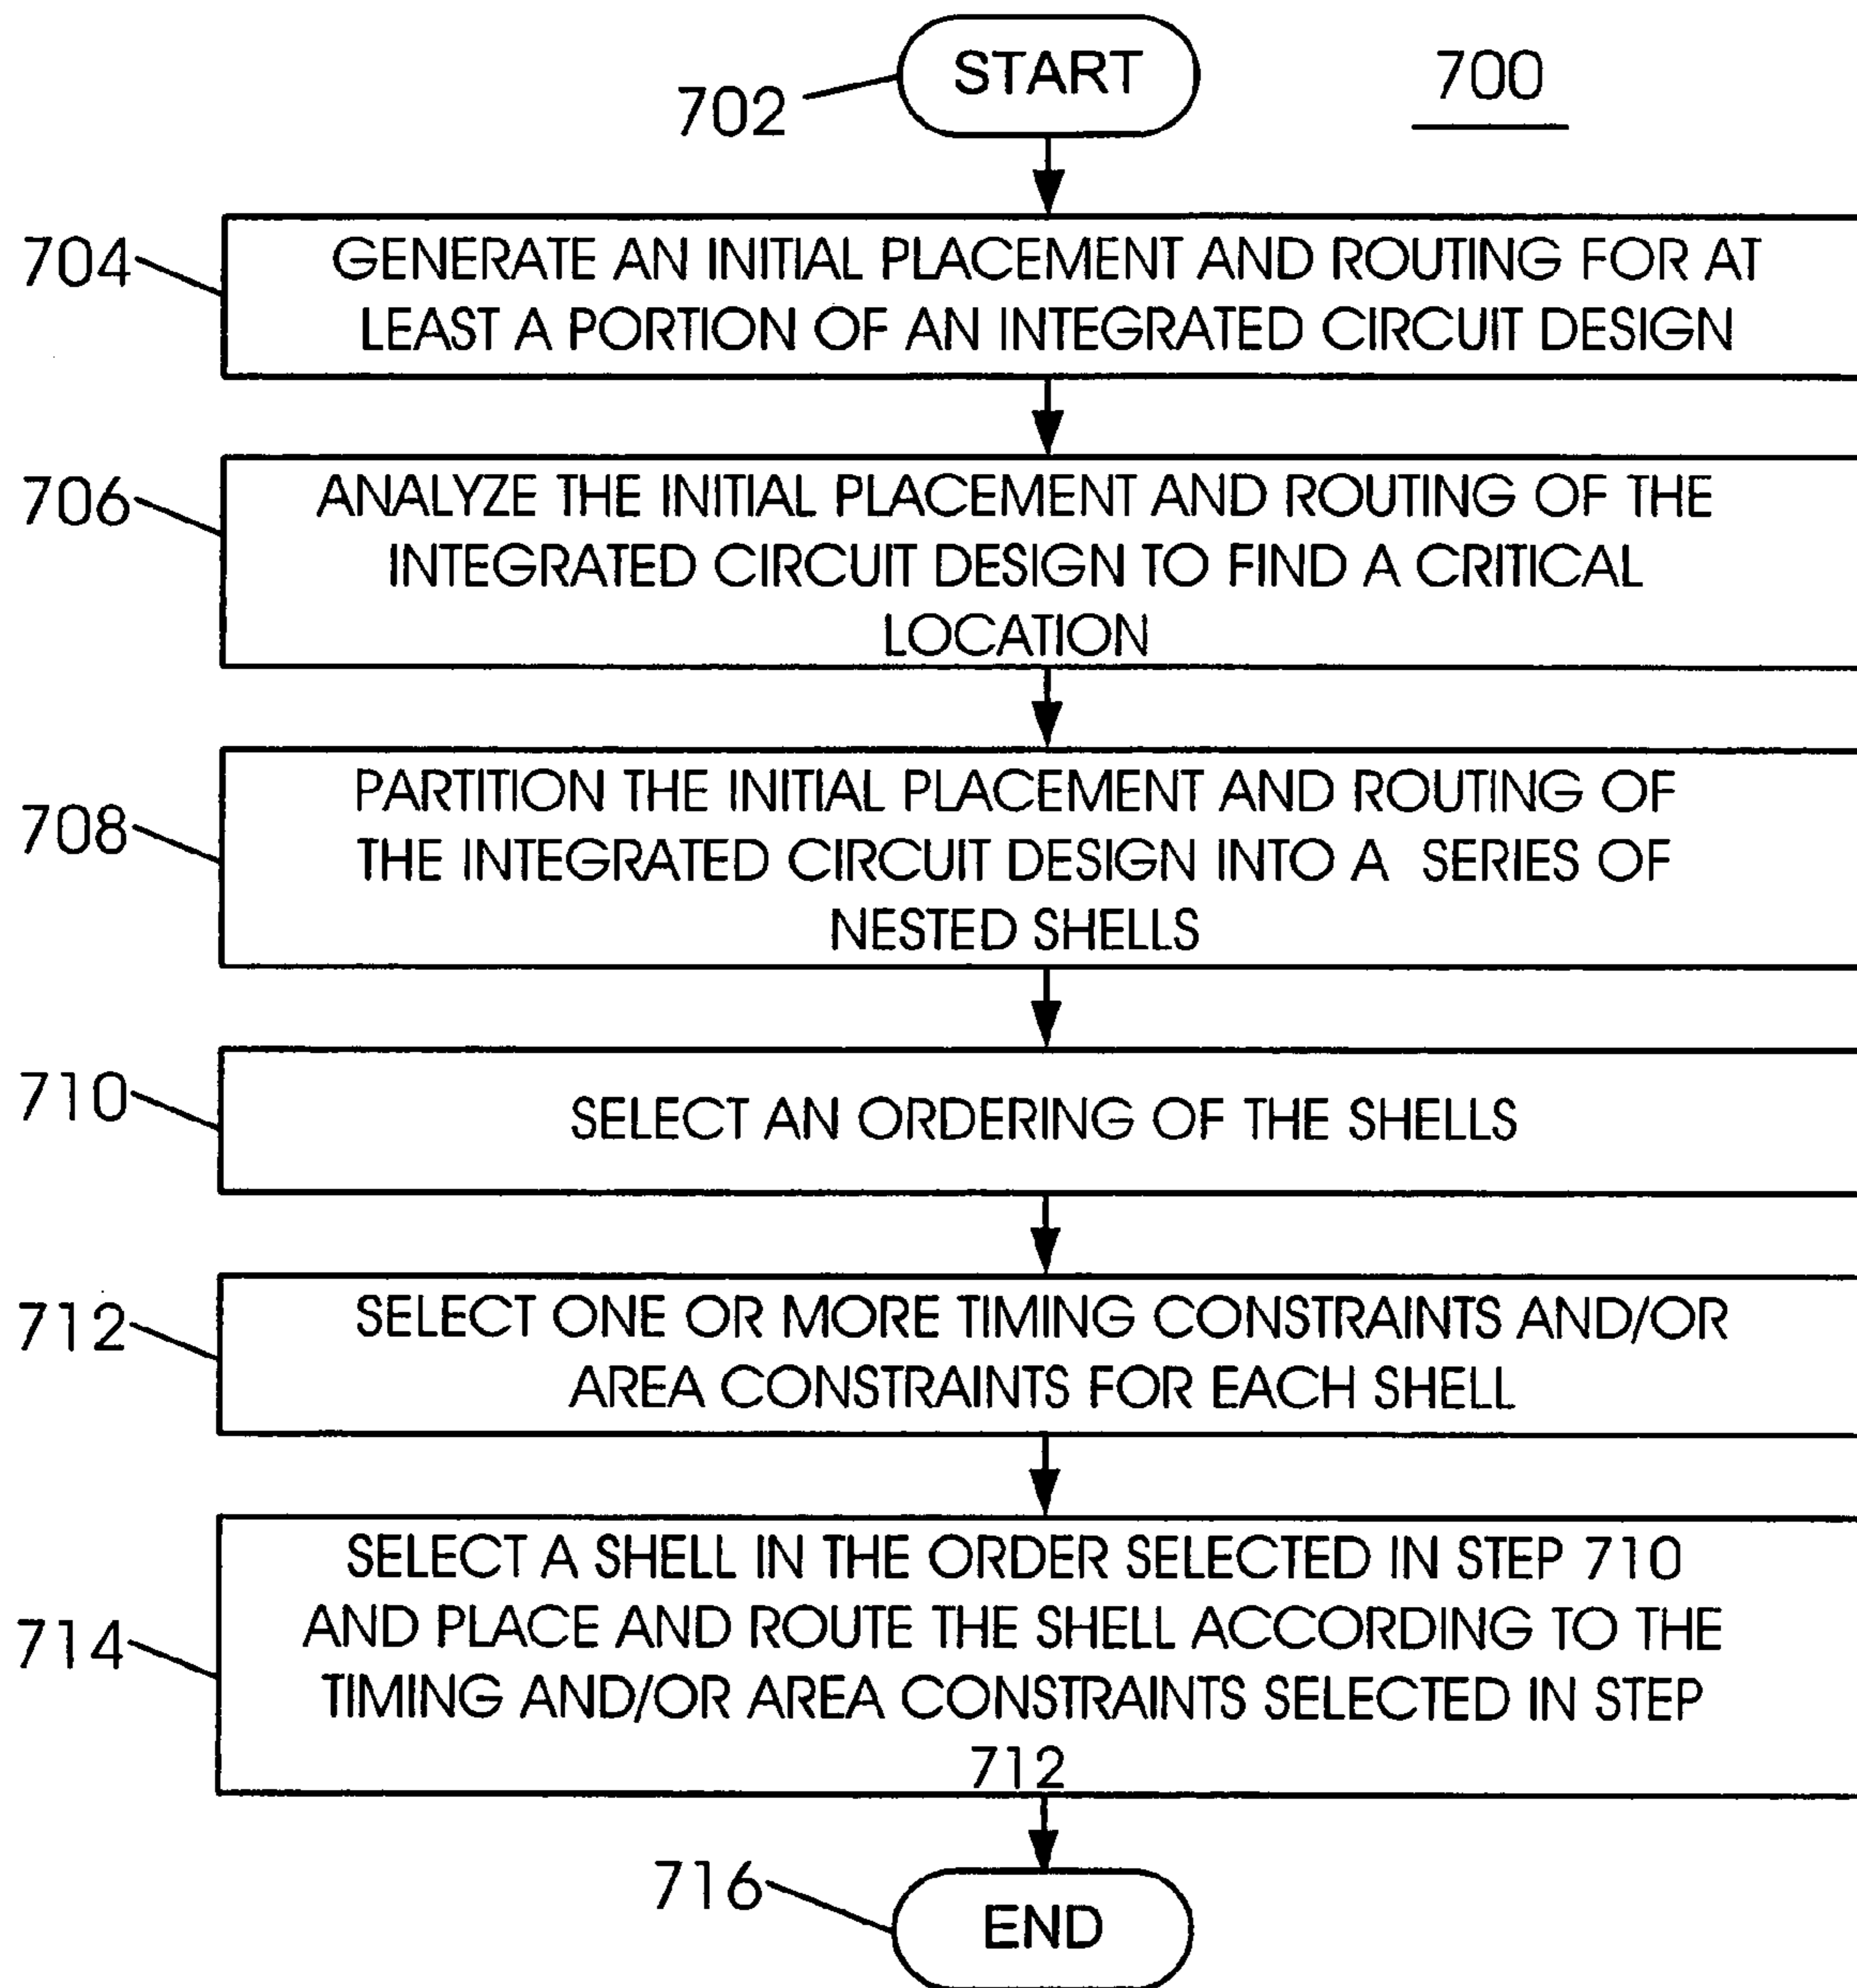 START
700
702
704
GENERATE AN INITIAL PLACEMENT AND ROUTING FOR AT
LEAST A PORTION OF AN INTEGRATED CIRCUIT DESIGN
706
ANALYZE THE INITIAL PLACEMENT AND ROUTING OF THE
INTEGRATED CIRCUIT DESIGN TO FIND A CRITICAL
LOCATION
708
PARTITION THE INITIAL PLACEMENT AND ROUTING OF
THE INTEGRATED CIRCUIT DESIGN INTO A SERIES OF
NESTED SHELLS
710
SELECT AN ORDERING OF THE SHELLS
712
SELECT ONE OR MORE TIMING CONSTRAINTS AND/OR
AREA CONSTRAINTS FOR EACH SHELL
714
SELECT A SHELL IN THE ORDER SELECTED IN STEP 710
AND PLACE AND ROUTE THE SHELL ACCORDING TO THE
TIMING AND/OR AREA CONSTRAINTS SELECTED IN STEP
712
716
END